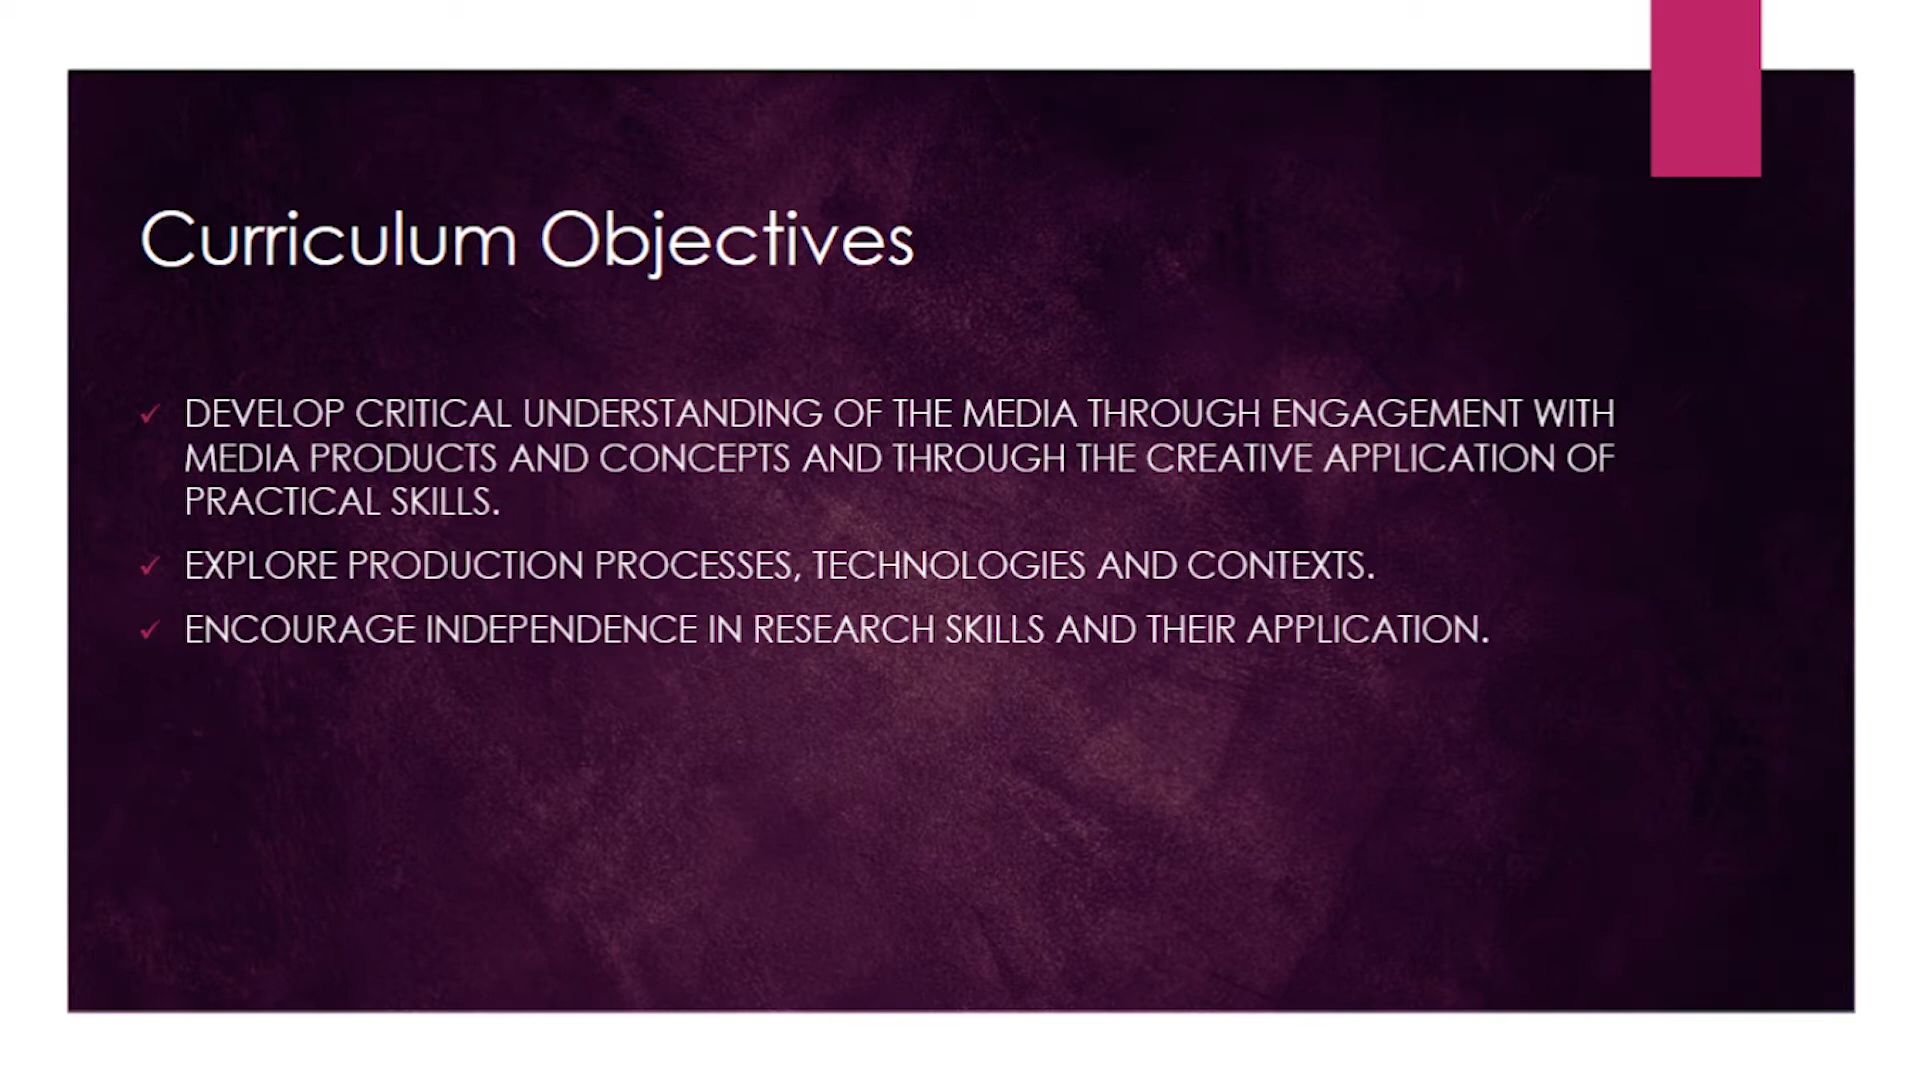 Curriculum Objectives
✓ DEVELOP CRITICAL UNDERSTANDING OF THE MEDIA THROUGH ENGAGEMENT WITH
MEDIA PRODUCTS AND CONCEPTS AND THROUGH THE CREATIVE APPLICATION OF
PRACTICAL SKILLS.
✓ EXPLORE PRODUCTION PROCESSES, TECHNOLOGIES AND CONTEXTS.
✓ ENCOURAGE INDEPENDENCE IN RESEARCH SKILLS AND THEIR APPLICATION.